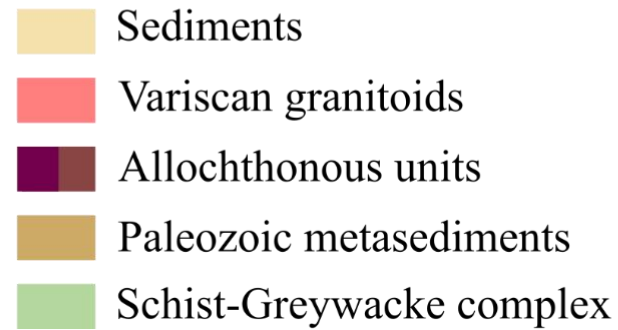 Sediments
Variscan granitoids
Allochthonous units
Paleozoic metasediments
Schist-Greywacke complex